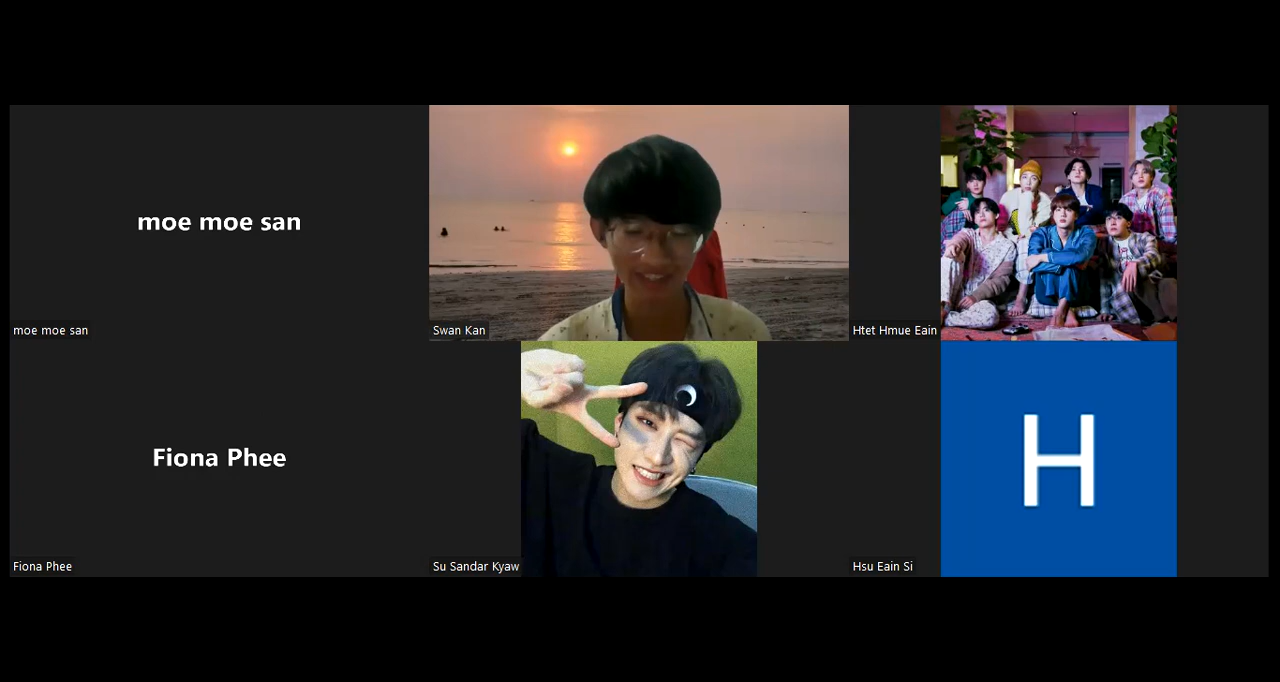 moe moe san
moe moe san
Swan Kan
Htet Hmue Eain
Fiona Phee
H
Fiona Phee
Su Sandar Kyaw
Hsu Eain Si